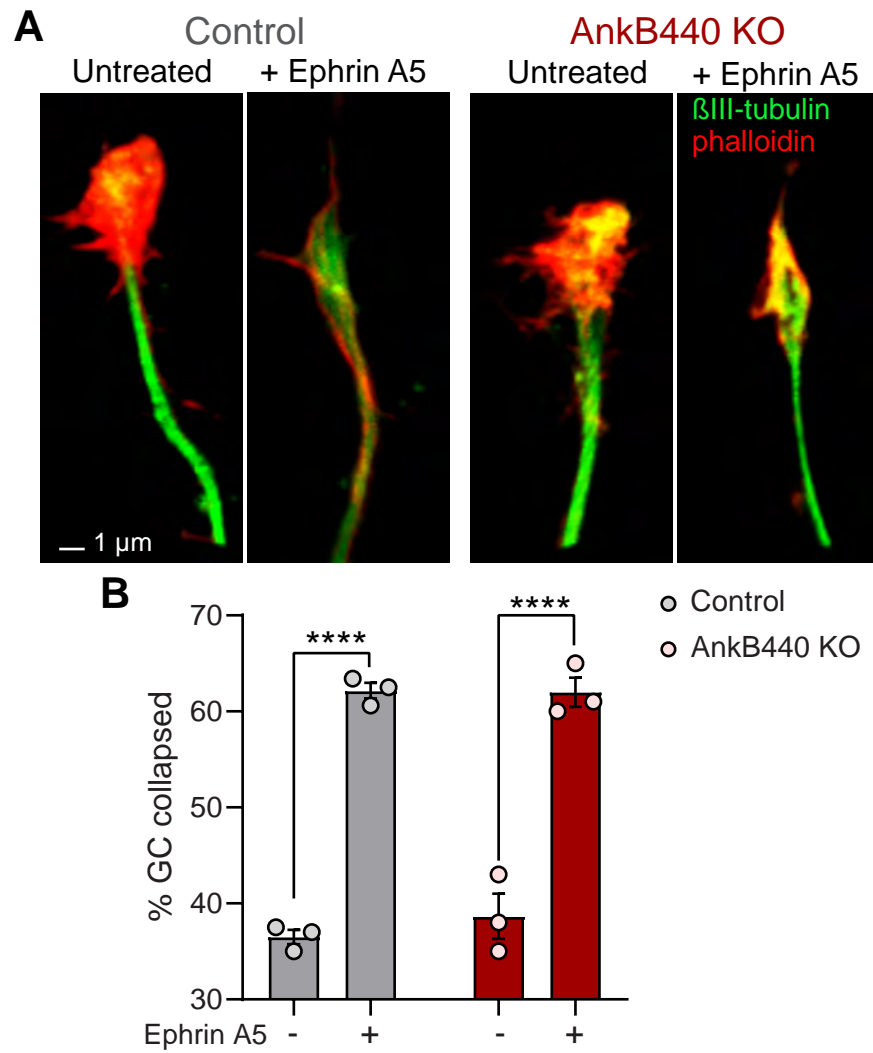 A
Control
AnkB440 KO
Untreated
+ Ephrin A5
Untreated
+ Ephrin A5
ßIII-tubulin
phalloidin
1 µm
B
70
60
50
40
30
% GC collapsed
****
****
Control
AnkB440 KO
Ephrin A5 - + - +